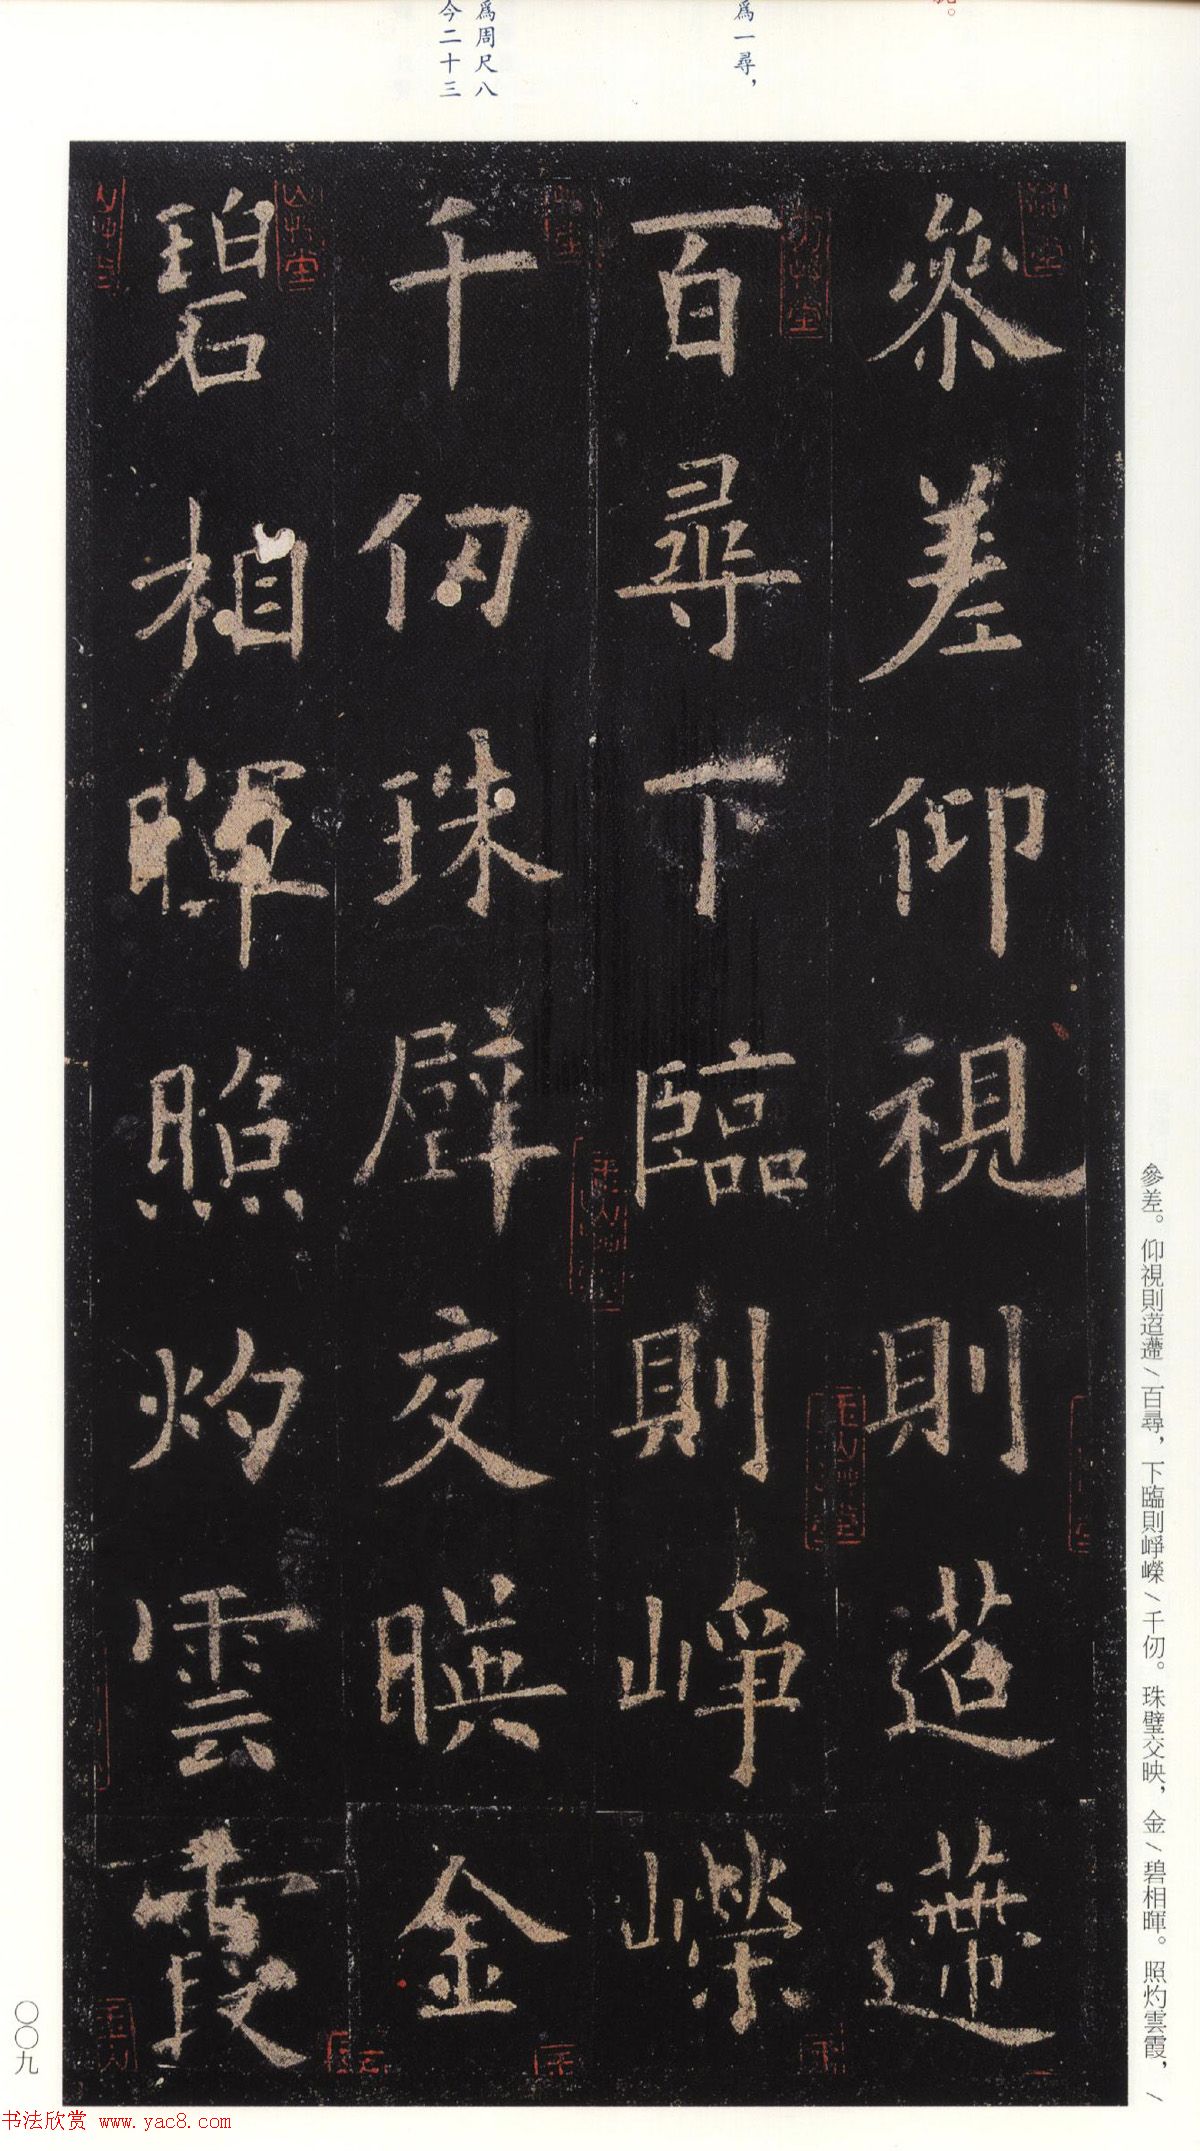 爲一尋，
爲周尺八
今二十三
參差仰視則迢遰
百尋下臨則崢嶸
千仞珠璧交暎金
碧相暉照灼雲霞
參差。仰視則迢遰／百尋，下臨則崢嶸／千仞。珠璧交映，金／碧相暉。照灼雲霞，／
〇〇九
书法欣赏 www.yac8.com